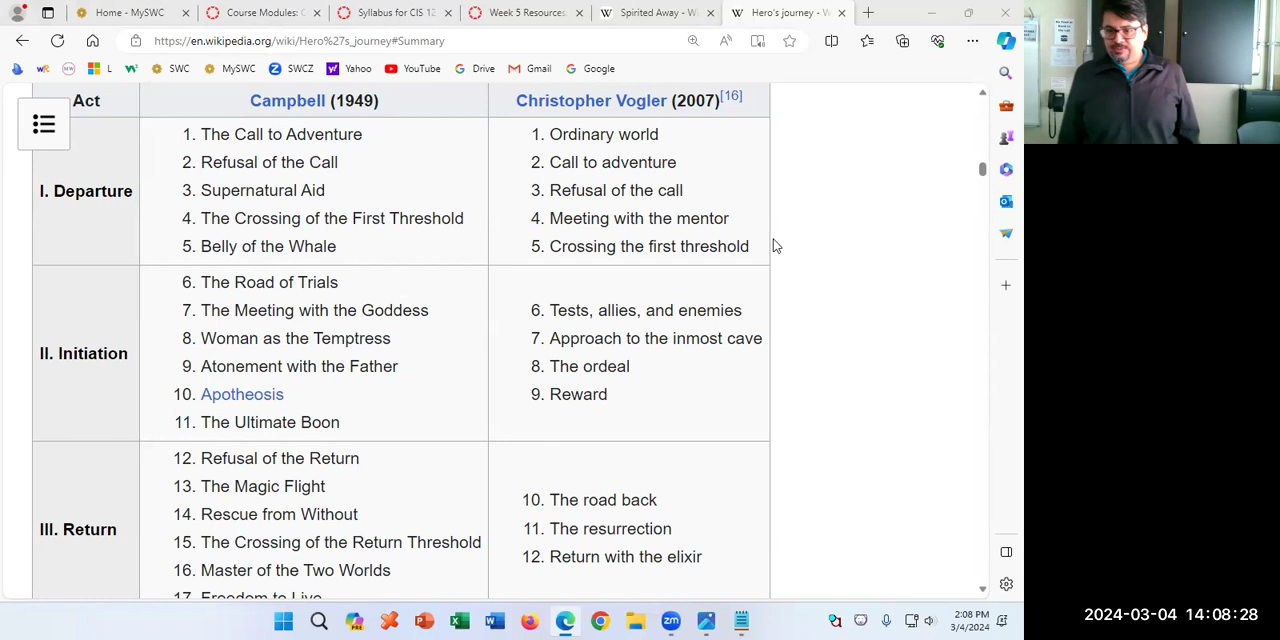 Home - MySWC
Course Modules: C
Syllabus for CIS 12
Week 5 Resources
Spirited Away - W
Hero's journey - W
https://en.wikipedia.org/wiki/Hero%27s_journey#Summary
L
SWC
MySWC
SWCZ
Yahoo
YouTube
Drive
Gmail
Google
Act
Campbell (1949)
Christopher Vogler (2007)[16]
I. Departure
1. The Call to Adventure
2. Refusal of the Call
3. Supernatural Aid
4. The Crossing of the First Threshold
5. Belly of the Whale
1. Ordinary world
2. Call to adventure
3. Refusal of the call
4. Meeting with the mentor
5. Crossing the first threshold
II. Initiation
6. The Road of Trials
7. The Meeting with the Goddess
8. Woman as the Temptress
9. Atonement with the Father
10. Apotheosis
11. The Ultimate Boon
6. Tests, allies, and enemies
7. Approach to the inmost cave
8. The ordeal
9. Reward
III. Return
12. Refusal of the Return
13. The Magic Flight
14. Rescue from Without
15. The Crossing of the Return Threshold
16. Master of the Two Worlds
17. Freedom to Live
10. The road back
11. The resurrection
12. Return with the elixir
2:08 PM
3/4/2024
2024-03-04 14:08:28